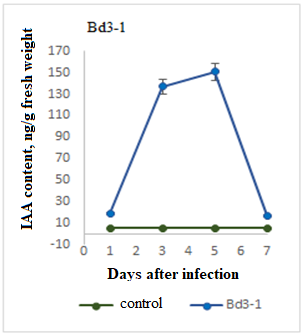 Bd3-1
IAA content, ng/g fresh weight
170
150
130
110
90
70
50
30
10
-10
0 1 2 3 4 5 6 7
Days after infection
control Bd3-1